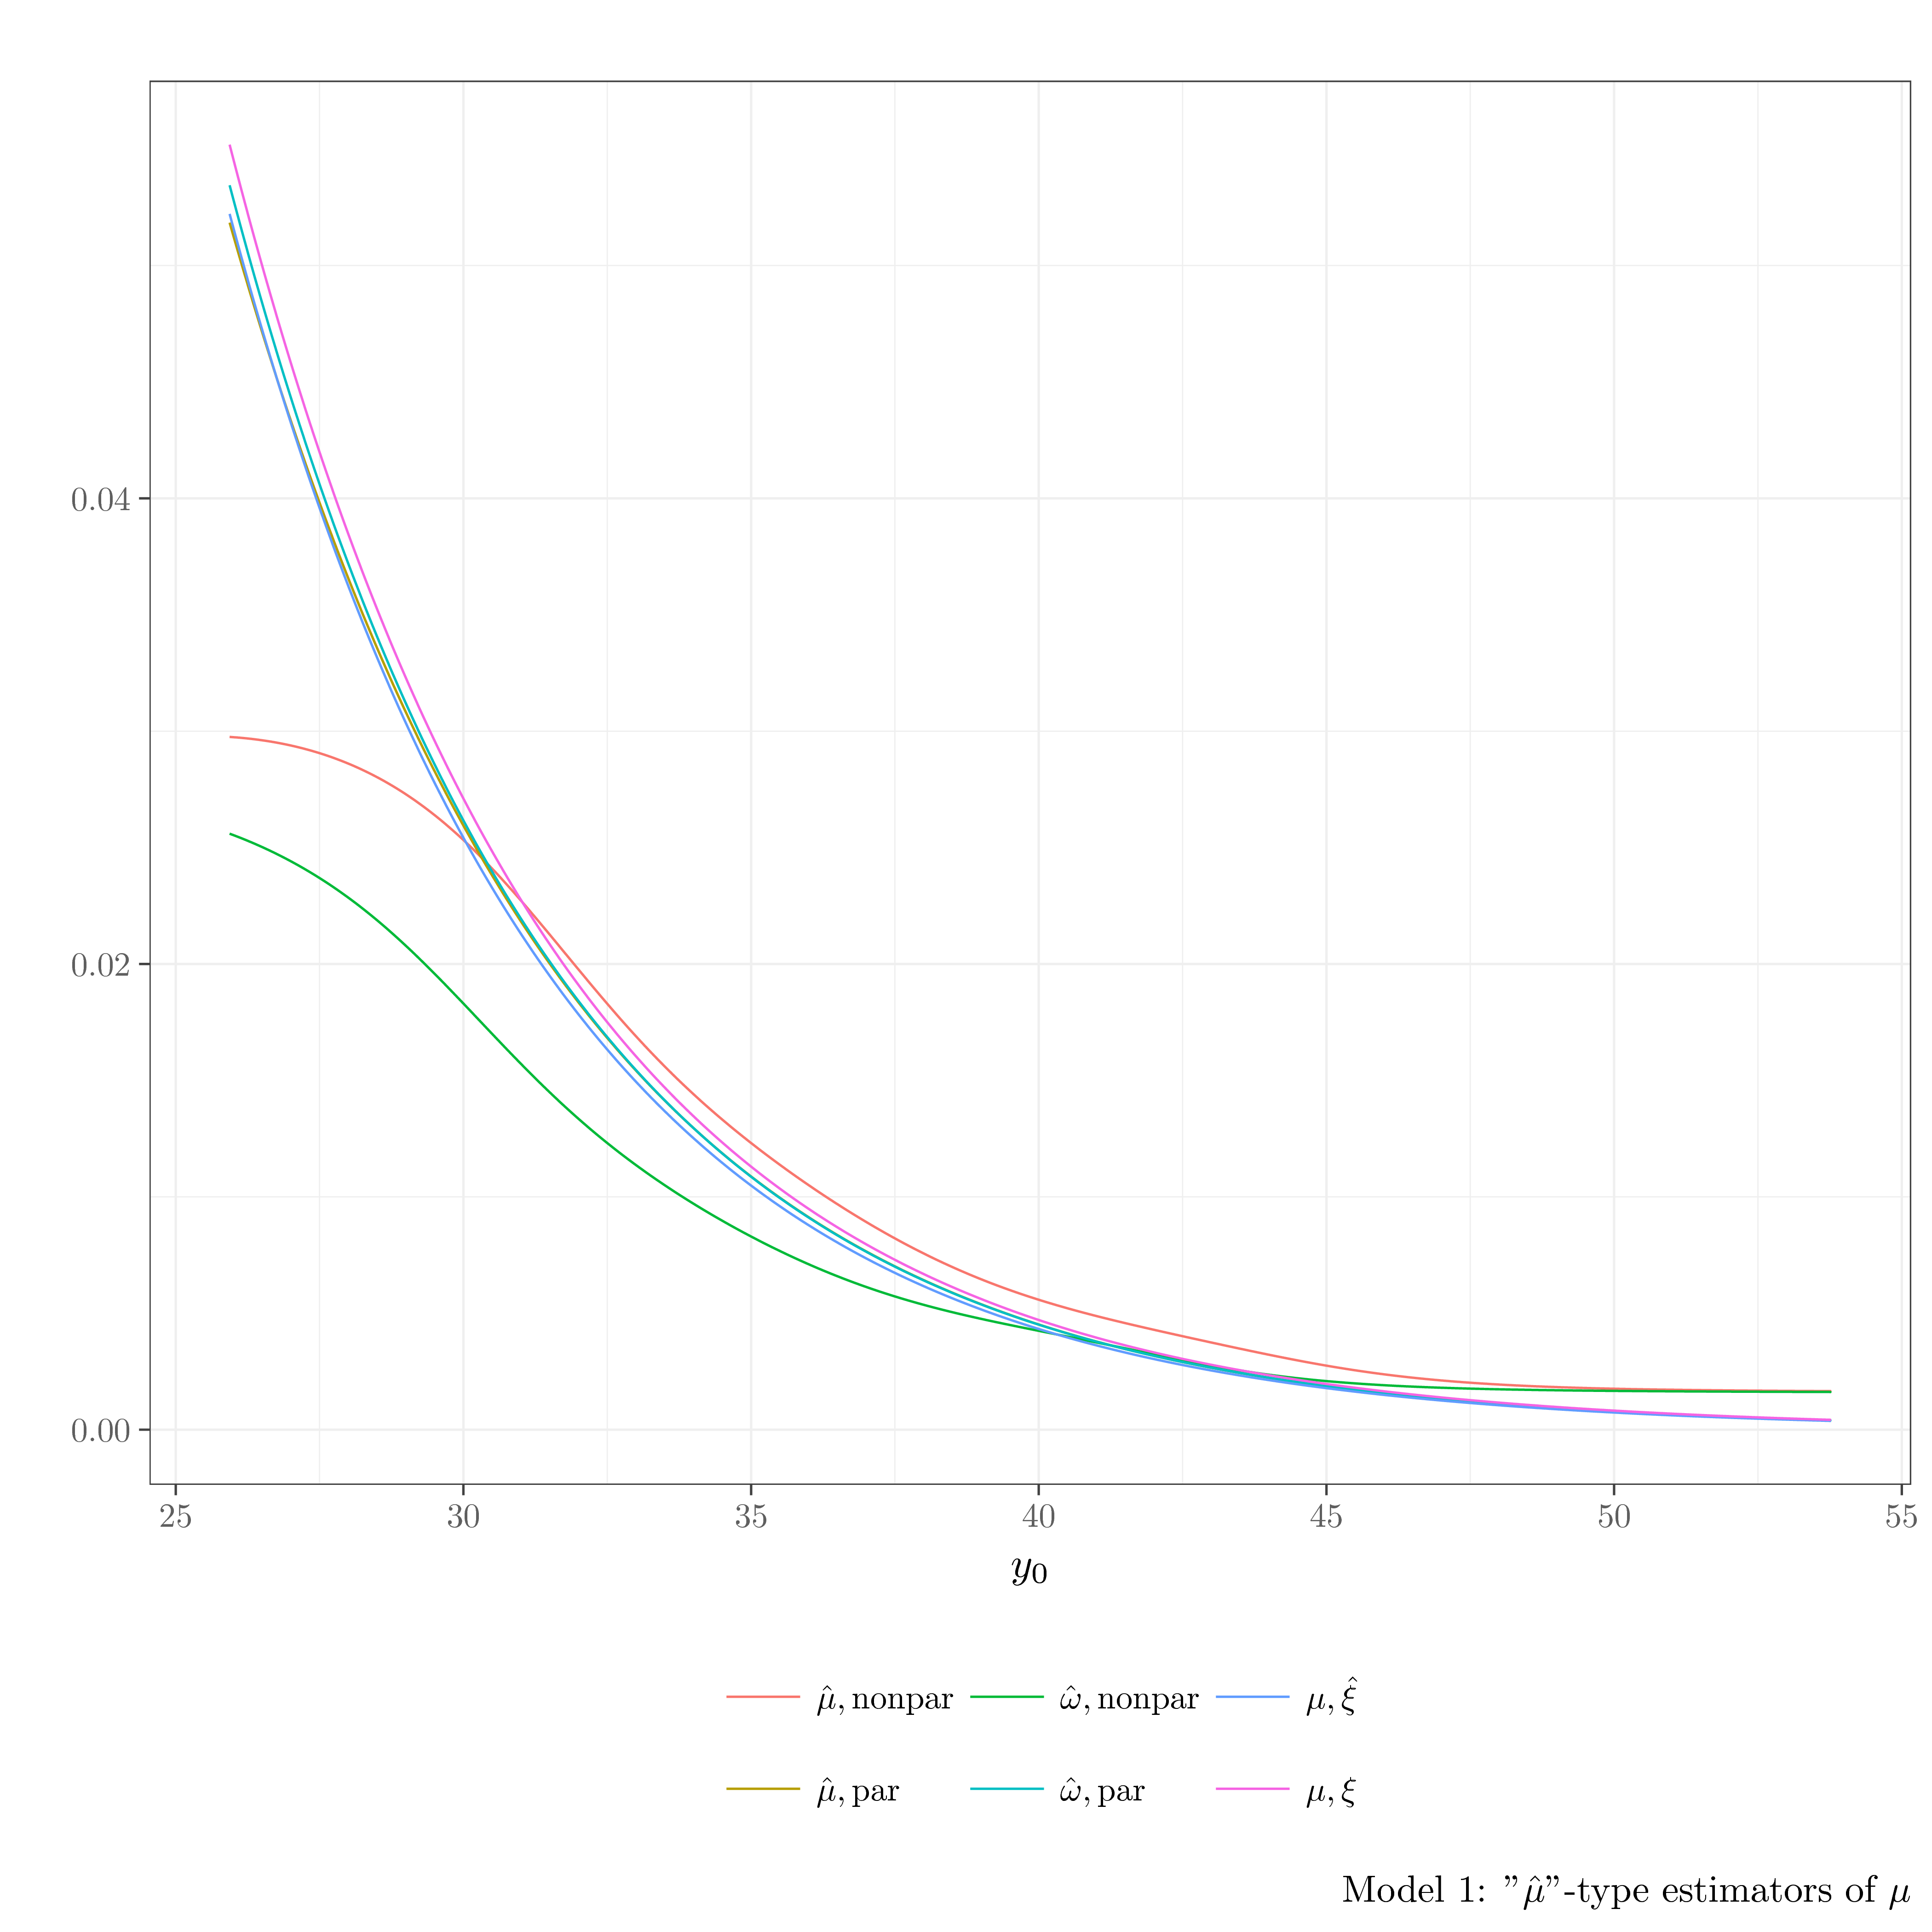 0.04
0.02
0.00
25 30 35 40 45 50 55
y₀
μ̂, nonpar ω̂, nonpar μ, ξ̂
μ̂, par ω̂, par μ, ξ
Model 1: ”μ̂”-type estimators of μ